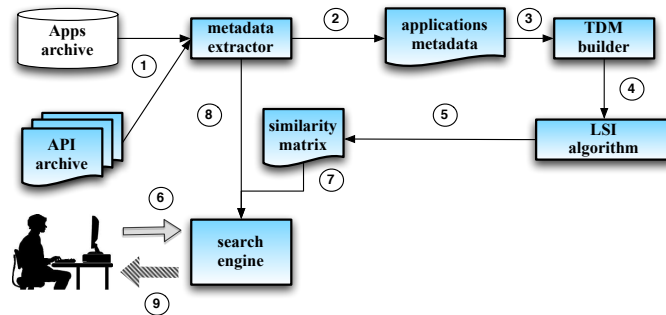 Apps
archive
1
metadata
extractor
2
applications
metadata
3
TDM
builder
4
API
archive
8
similarity
matrix
5
LSI
algorithm
7
6
search
engine
9